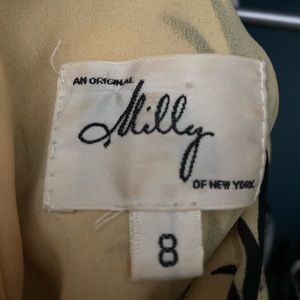 AN ORIGINAL
Milly
OF NEW YORK
8